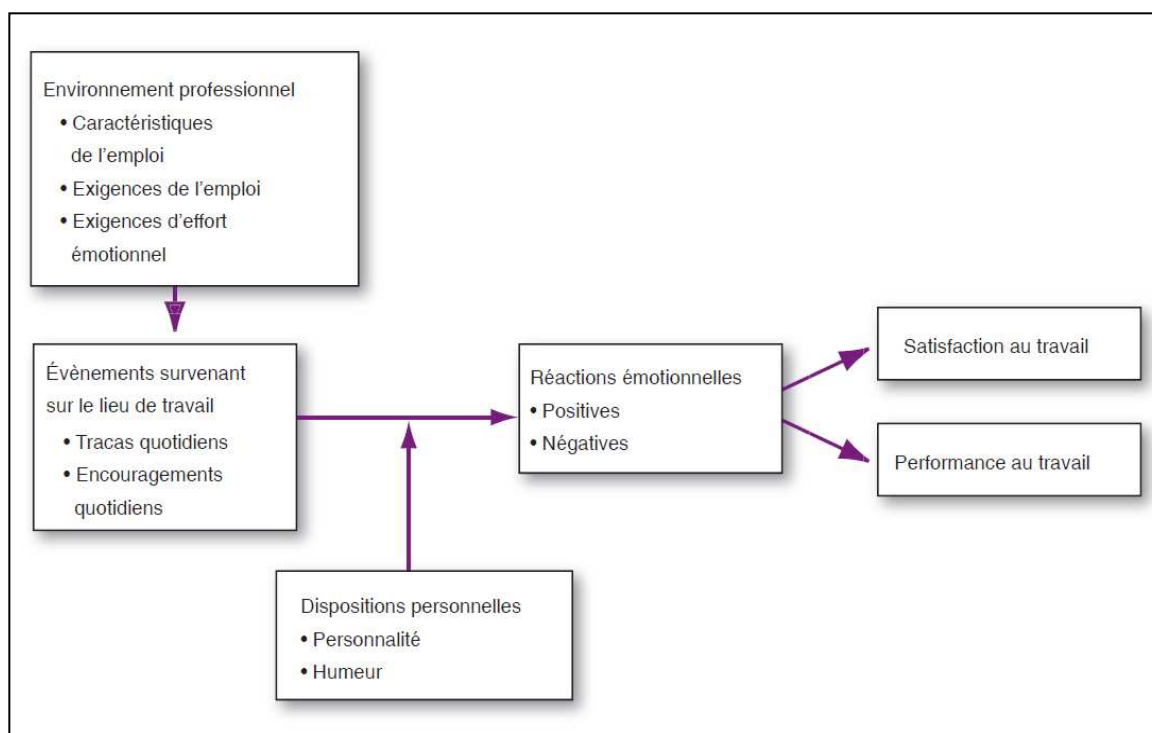 Environnement professionnel
• Caractéristiques
de l'emploi
• Exigences de l'emploi
• Exigences d'effort
émotionnel
Évènements survenant
sur le lieu de travail
• Tracas quotidiens
• Encouragements
quotidiens
Réactions émotionnelles
• Positives
• Négatives
Satisfaction au travail
Performance au travail
Dispositions personnelles
• Personnalité
• Humeur